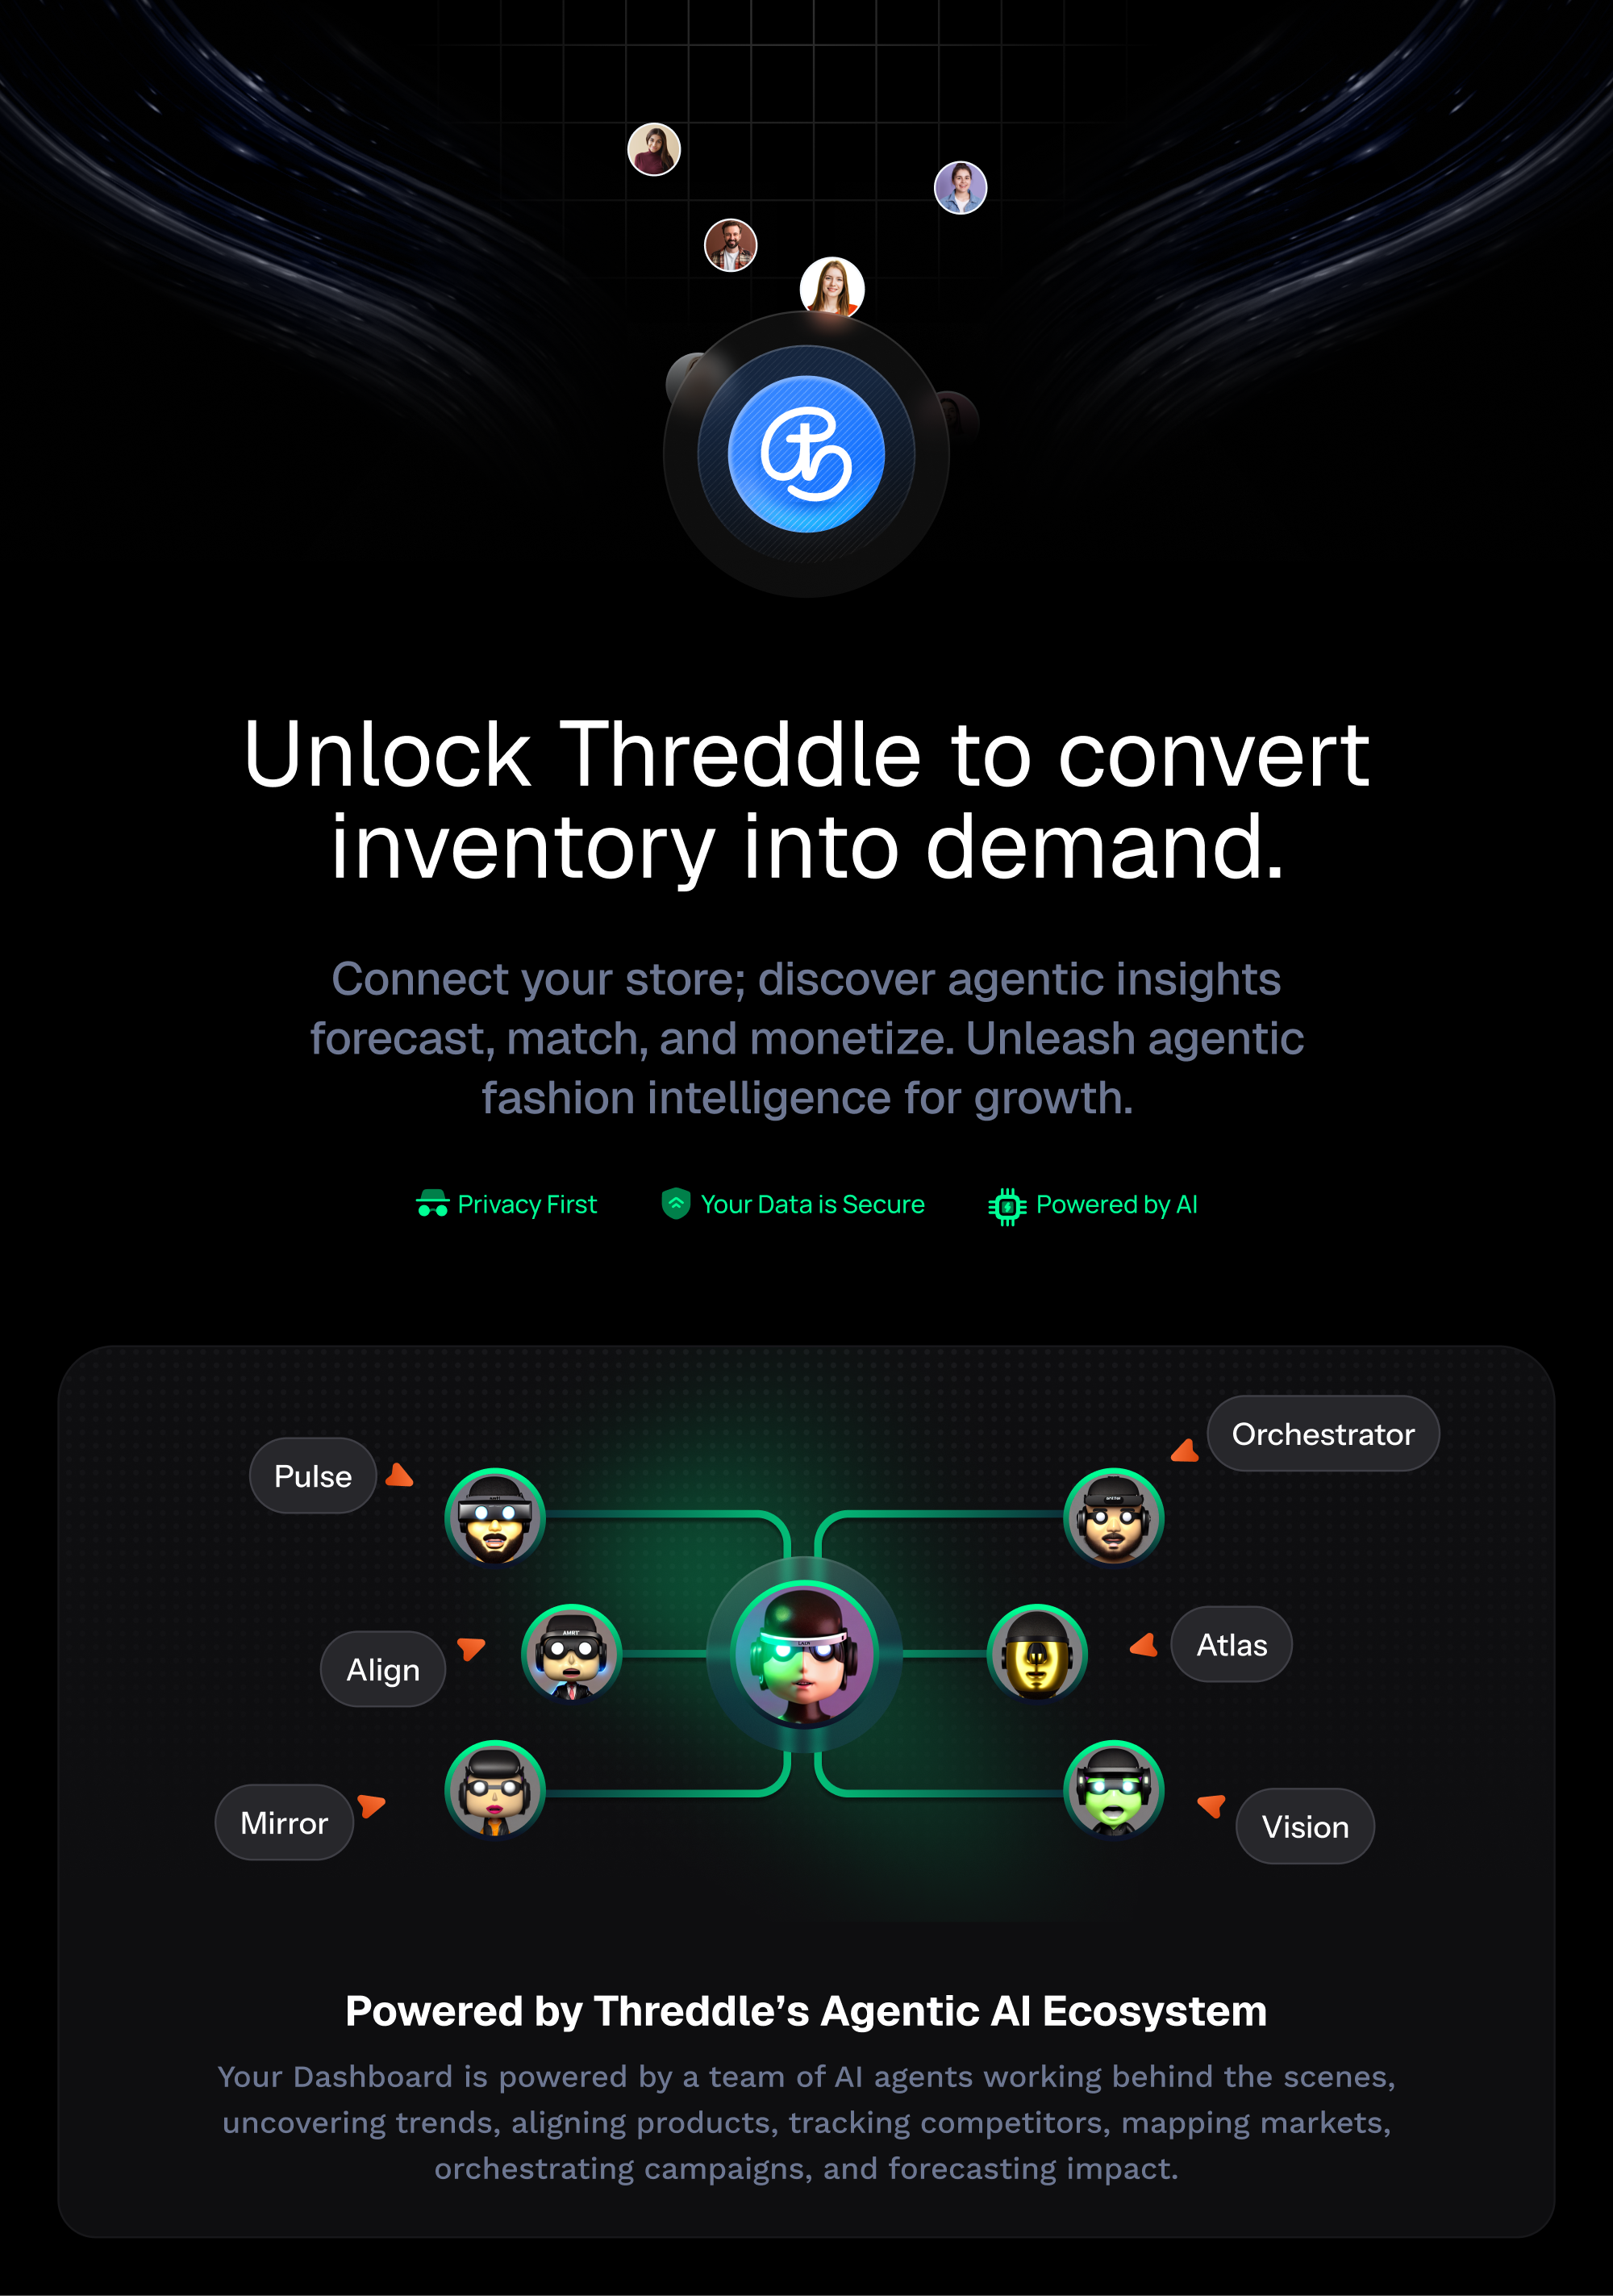 Unlock Threddle to convert
inventory into demand.
Connect your store; discover agentic insights
forecast, match, and monetize. Unleash agentic
fashion intelligence for growth.
Privacy First
Your Data is Secure
Powered by AI
Orchestrator
Pulse
Atlas
Align
AMRT
Mirror
Vision
Powered by Threddle’s Agentic AI Ecosystem
Your Dashboard is powered by a team of AI agents working behind the scenes,
uncovering trends, aligning products, tracking competitors, mapping markets,
orchestrating campaigns, and forecasting impact.